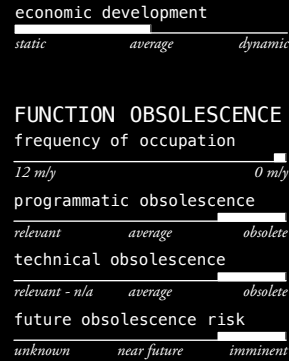 economic development
static average dynamic
FUNCTION OBSOLESCENCE
frequency of occupation
12 m/y 0 m/y
programmatic obsolescence
relevant average obsolete
technical obsolescence
relevant - n/a average obsolete
future obsolescence risk
unknown near future imminent